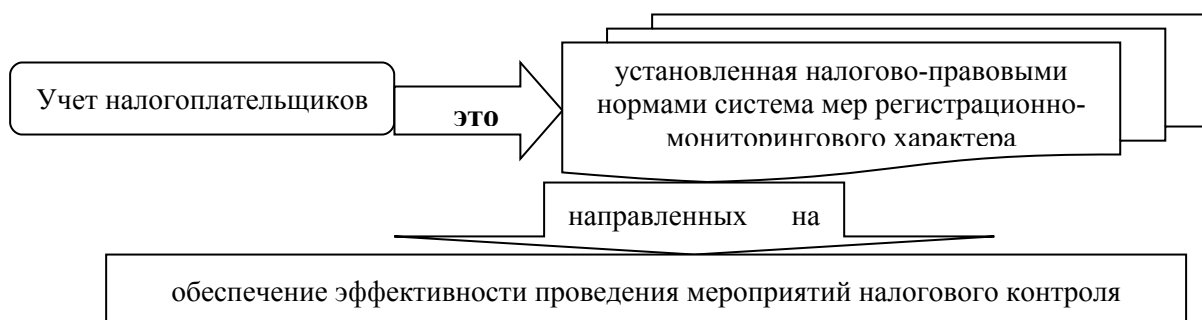 Учет налогоплательщиков
это
установленная налогово-правовыми
нормами система мер регистрационно-
мониторингового характера
направленных на
обеспечение эффективности проведения мероприятий налогового контроля